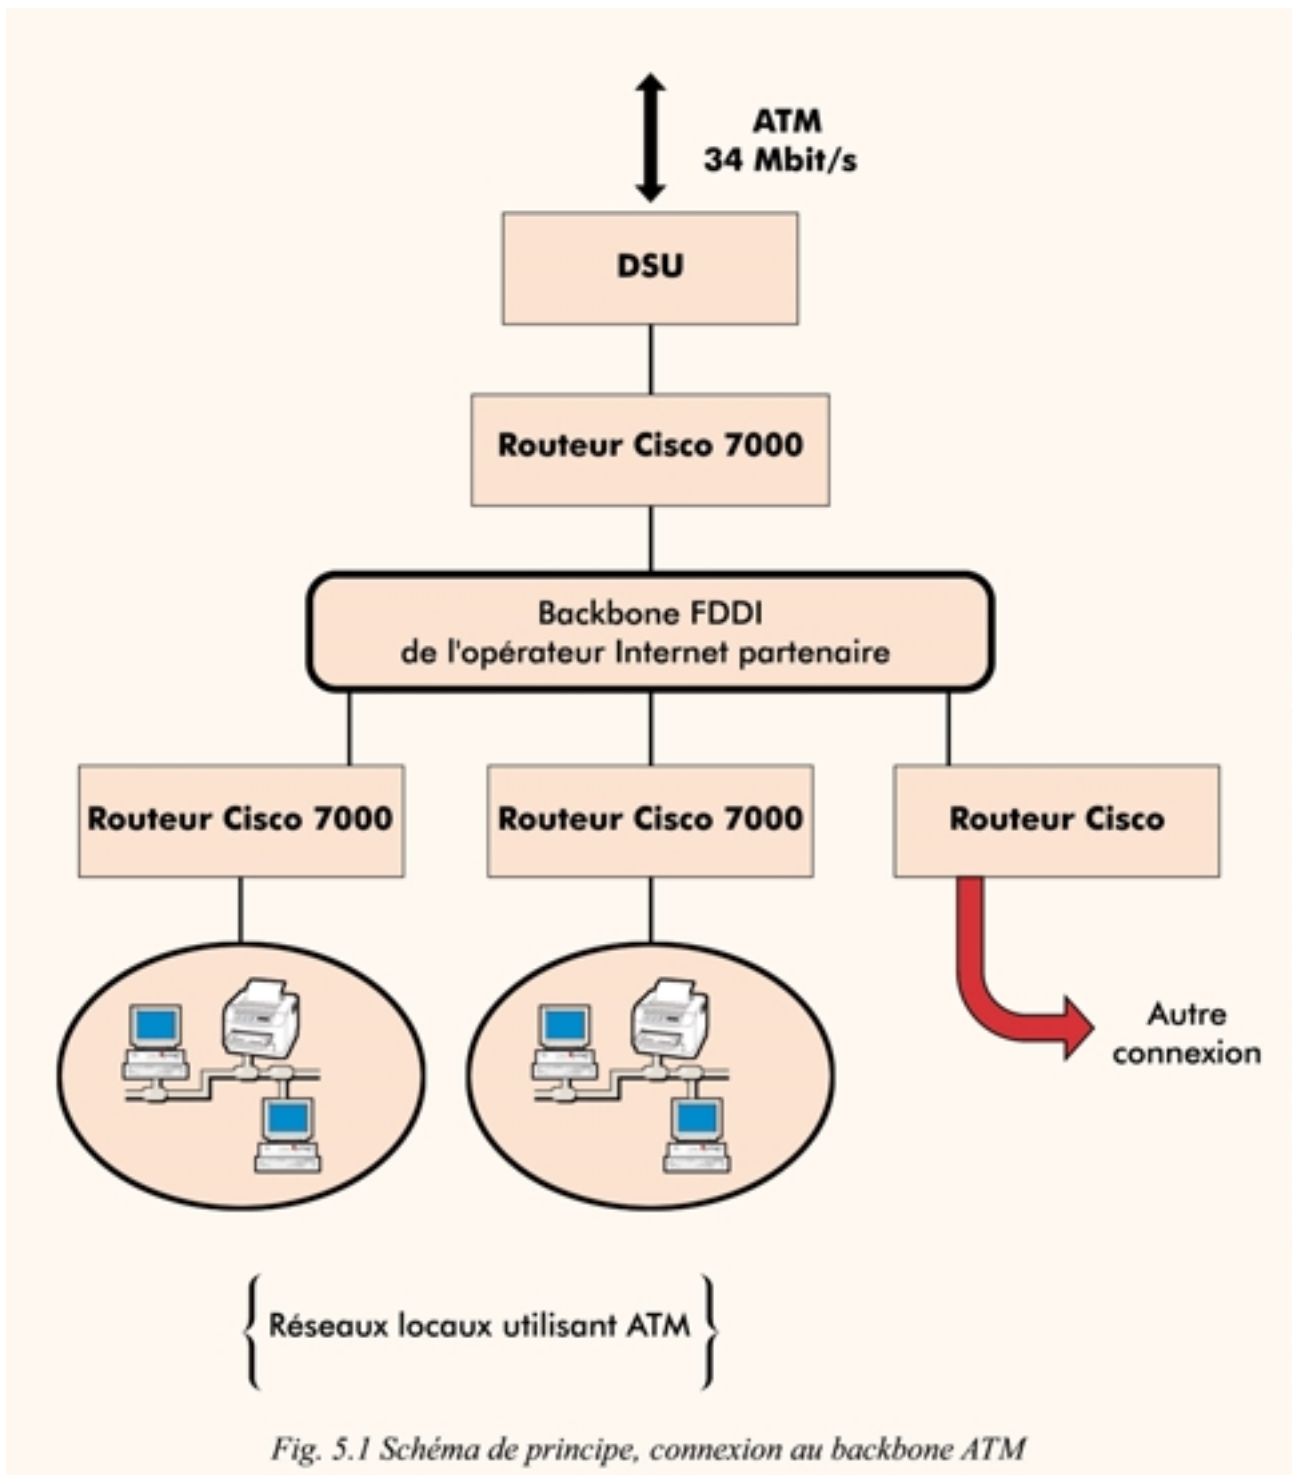 ATM
34 Mbit/s
DSU
Routeur Cisco 7000
Backbone FDDI
de l'opérateur Internet partenaire
Routeur Cisco 7000
Routeur Cisco 7000
Routeur Cisco
Autre
connexion
Réseaux locaux utilisant ATM
Fig. 5.1 Schéma de principe, connexion au backbone ATM